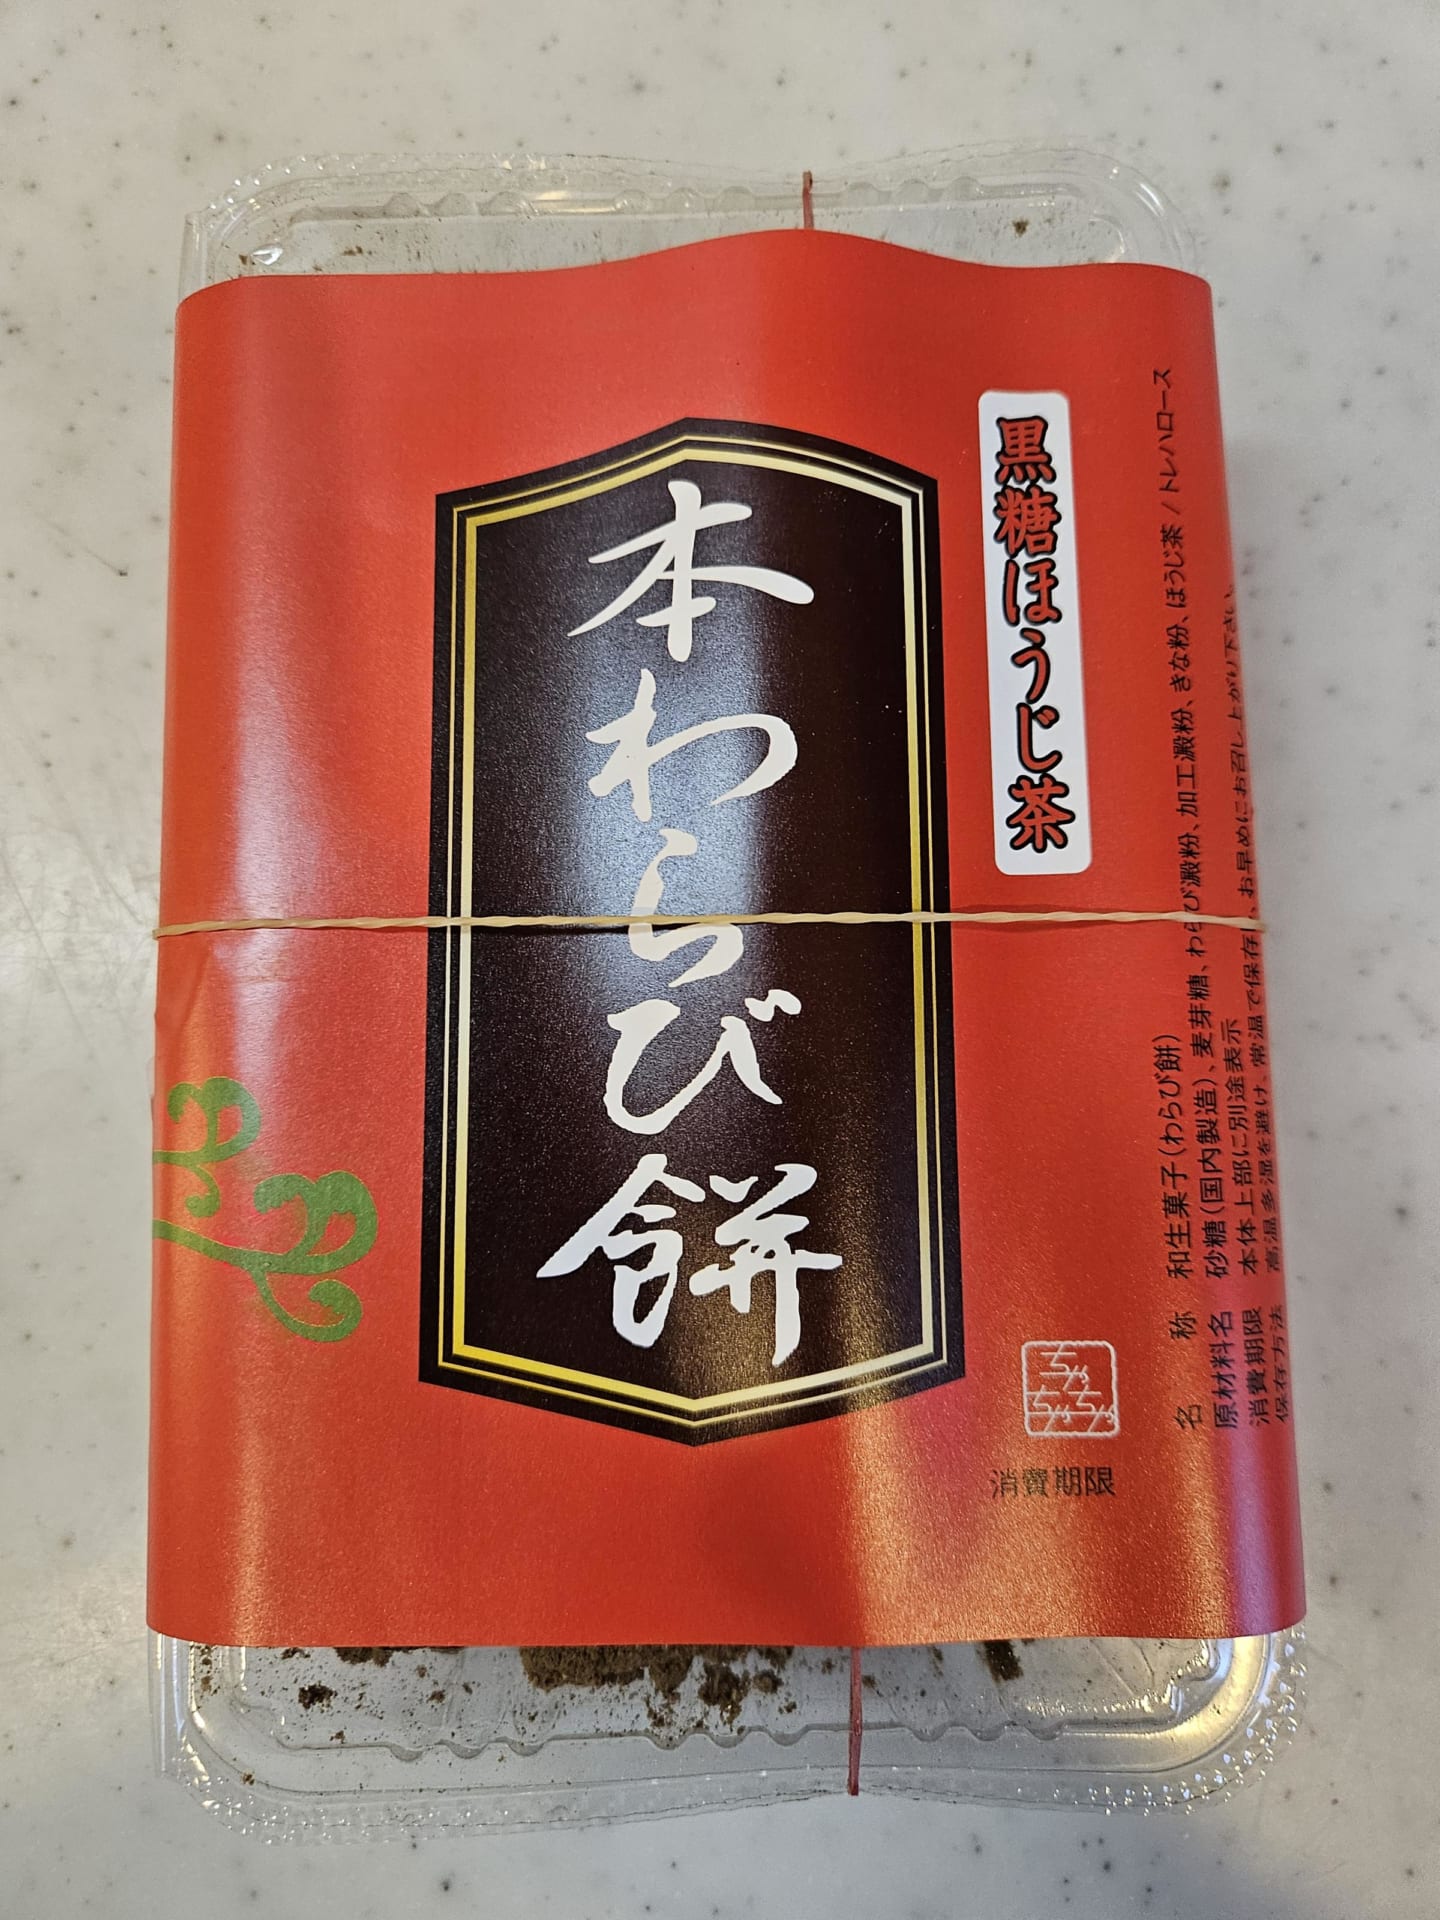 本わらび餅
黒糖ほうじ茶
名　称　和生菓子（わらび餅）
原材料名　砂糖（国内製造）、麦芽糖、わらび澱粉、加工澱粉、きな粉、ほうじ茶 / トレハロース
消費期限　本体上部に別途表示
保存方法　高温多湿を避け、常温で保存、お早めにお召し上がり下さい。
消費期限